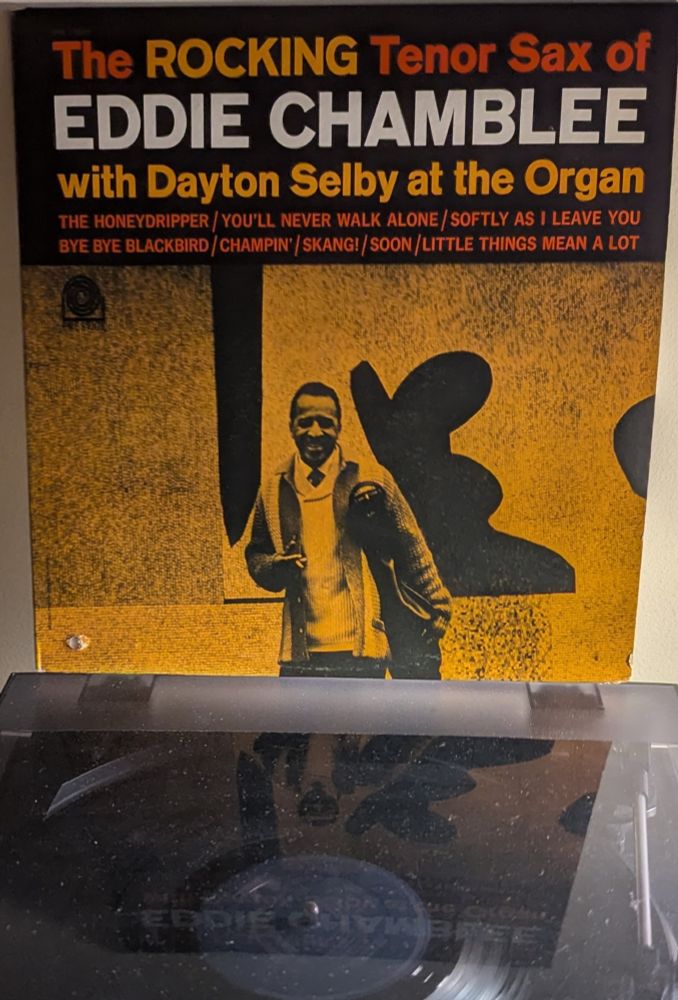 The ROCKING Tenor Sax of
EDDIE CHAMBLEE
with Dayton Selby at the Organ
THE HONEYDRIPPER/YOU'LL NEVER WALK ALONE/SOFTLY AS I LEAVE YOU
BYE BYE BLACKBIRD/CHAMPIN'/SKANG!/SOON/LITTLE THINGS MEAN A LOT